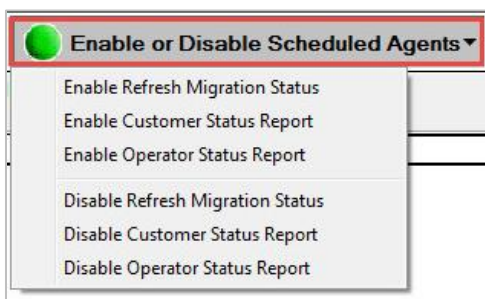 Enable or Disable Scheduled Agents
Enable Refresh Migration Status
Enable Customer Status Report
Enable Operator Status Report
Disable Refresh Migration Status
Disable Customer Status Report
Disable Operator Status Report